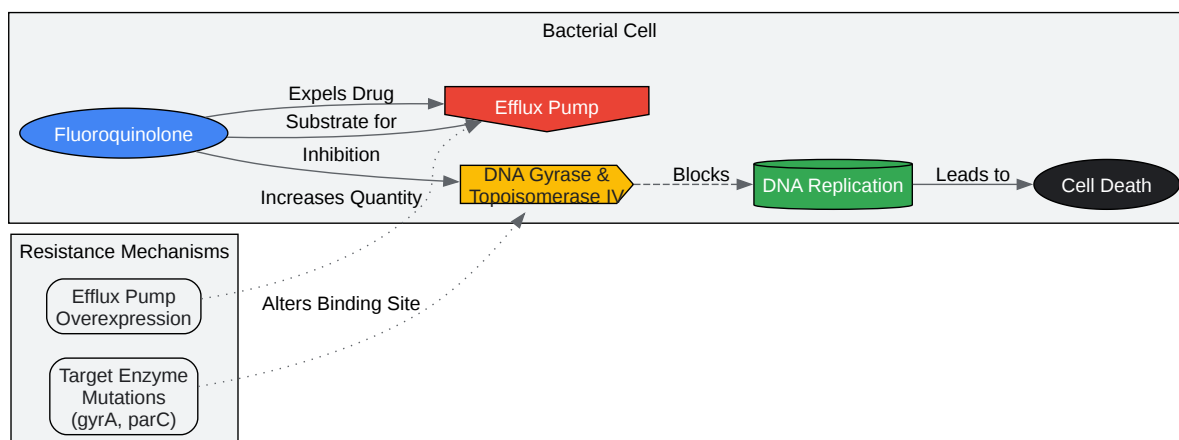 Bacterial Cell
Expels Drug
Efflux Pump
Fluoroquinolone
Substrate for
Inhibition
DNA Gyrase &
Topoisomerase IV
Blocks
DNA Replication
Leads to
Cell Death
Increases Quantity
Resistance Mechanisms
Efflux Pump
Overexpression
Alters Binding Site
Target Enzyme
Mutations
(gyrA, parC)